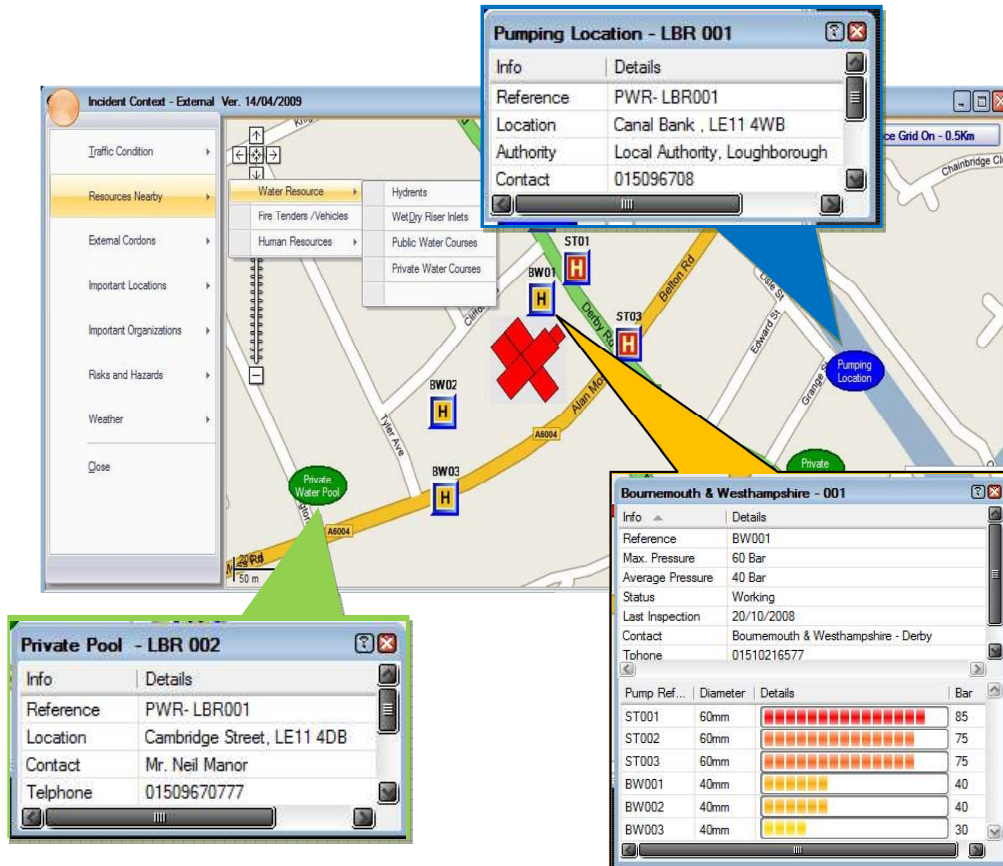 Pumping Location - LBR 001
Info Details
Reference PWR- LBR001
Location Canal Bank , LE11 4WB
Authority Local Authority, Loughborough
Contact 015096708
Incident Context - External Ver. 14/04/2009
ce Grid On - 0.5Km
Traffic Condition
Resources Nearby
External Cordons
Important Locations
Important Organizations
Risks and Hazards
Weather
Close
Water Resource
Fire Tenders /Vehicles
Human Resources
Hydrents
WetDry Riser Inlets
Public Water Courses
Private Water Courses
Chainbridge Cl
ST01
BW01
H
H
ST03
H
BW02
H
BW03
H
Derby Rd
Belton Rd
Edward St
Grange S
Tyler Ave
Alan Mo
A6004
A6004
Pumping
Location
Private
Private
Water Pool
50 m
Bournemouth & Westhampshire - 001
Info Details
Reference BW001
Max. Pressure 60 Bar
Average Pressure 40 Bar
Status Working
Last Inspection 20/10/2008
Contact Bournemouth & Westhampshire - Derby
Tphone 01510216577
Pump Ref... Diameter Details Bar
ST001 60mm 85
ST002 60mm 75
ST003 60mm 75
BW001 40mm 40
BW002 40mm 40
BW003 40mm 30
Private Pool - LBR 002
Info Details
Reference PWR- LBR001
Location Cambridge Street, LE11 4DB
Contact Mr. Neil Manor
Telphone 01509670777